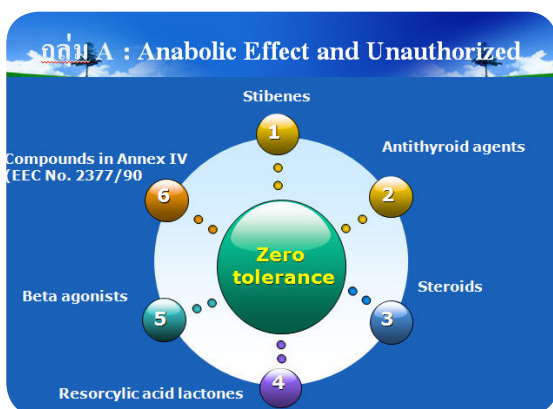 กลุ่ม A : Anabolic Effect and Unauthorized
Stibenes
1
Antithyroid agents
2
Compounds in Annex IV
(EEC No. 2377/90
6
Zero
tolerance
Steroids
3
Beta agonists
5
Resorcylic acid lactones
4